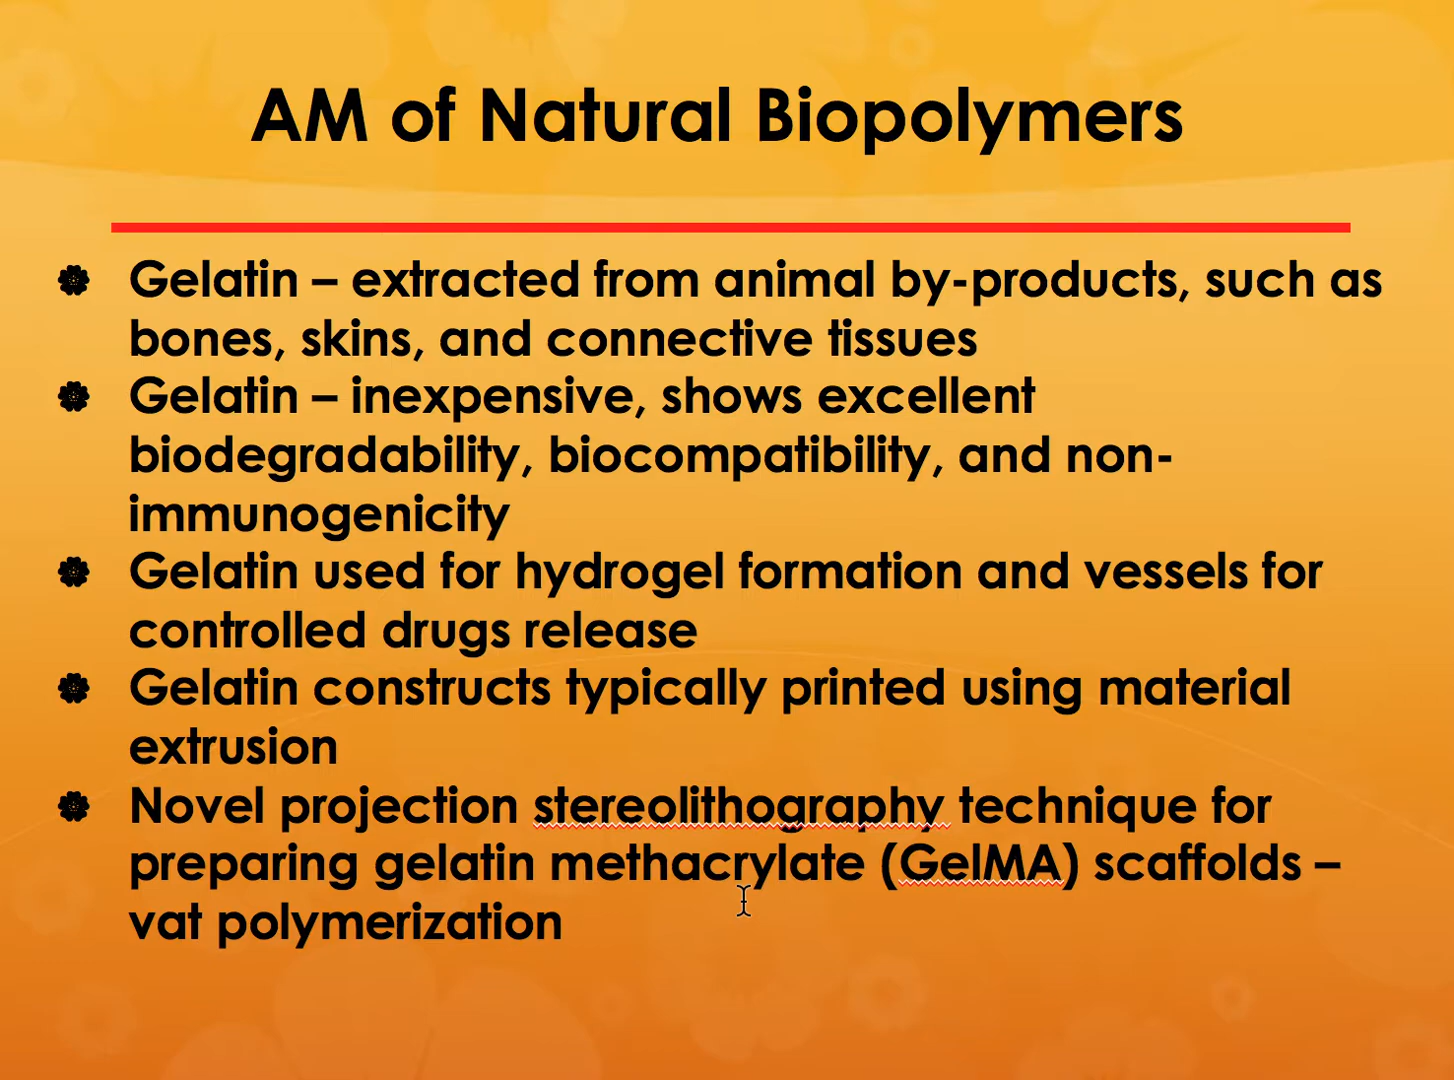 AM of Natural Biopolymers
Gelatin – extracted from animal by-products, such as
bones, skins, and connective tissues
Gelatin – inexpensive, shows excellent
biodegradability, biocompatibility, and non-
immunogenicity
Gelatin used for hydrogel formation and vessels for
controlled drugs release
Gelatin constructs typically printed using material
extrusion
Novel projection stereolithography technique for
preparing gelatin methacrylate (GelMA) scaffolds –
vat polymerization